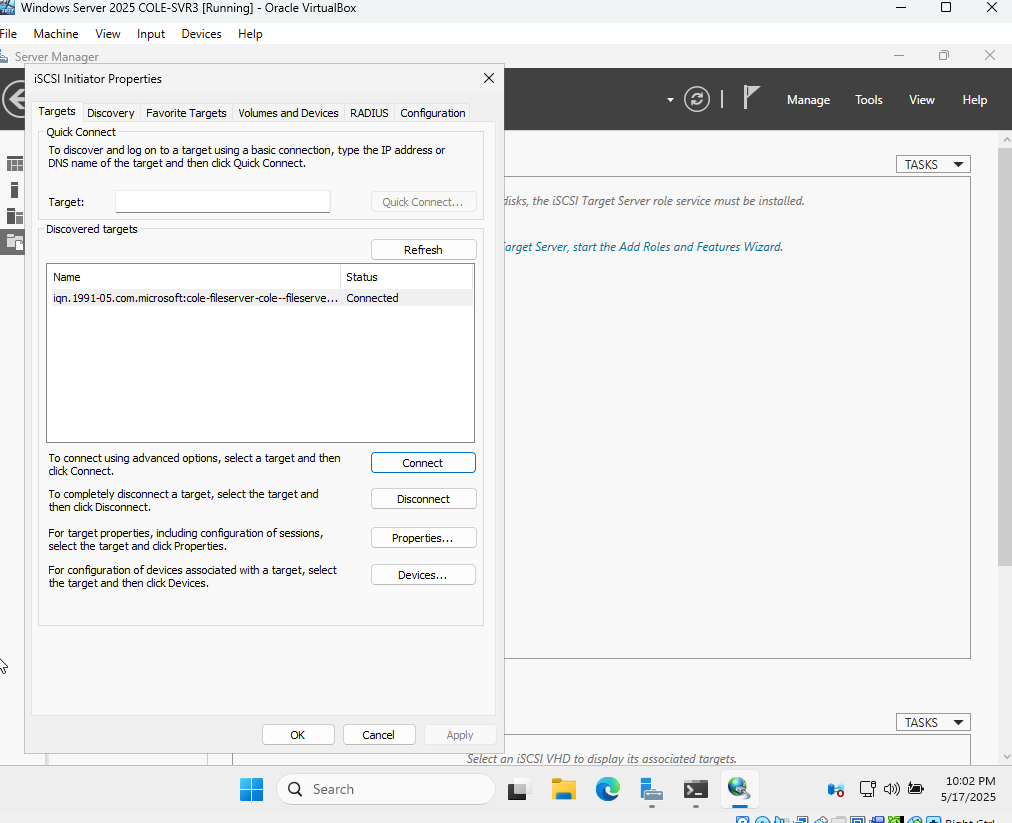 Windows Server 2025 COLE-SVR3 [Running] - Oracle VirtualBox
File Machine View Input Devices Help
Server Manager
iSCSI Initiator Properties
Manage Tools View Help
Targets Discovery Favorite Targets Volumes and Devices RADIUS Configuration
Quick Connect
To discover and log on to a target using a basic connection, type the IP address or
DNS name of the target and then click Quick Connect.
TASKS
Target:
Quick Connect...
disks, the iSCSI Target Server role service must be installed.
Discovered targets
Refresh
Target Server, start the Add Roles and Features Wizard.
Name Status
iqn.1991-05.com.microsoft:cole-fileserver-cole--fileserve... Connected
To connect using advanced options, select a target and then
click Connect.
Connect
To completely disconnect a target, select the target and
then click Disconnect.
Disconnect
For target properties, including configuration of sessions,
select the target and click Properties.
Properties...
For configuration of devices associated with a target, select
the target and then click Devices.
Devices...
OK Cancel Apply
TASKS
Select an iSCSI VHD to display its associated targets.
Search
10:02 PM
5/17/2025
Right Ctrl